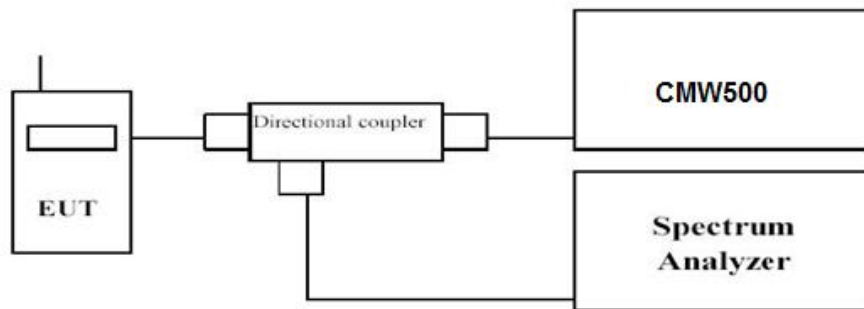 EUT
Directional coupler
CMW500
Spectrum
Analyzer